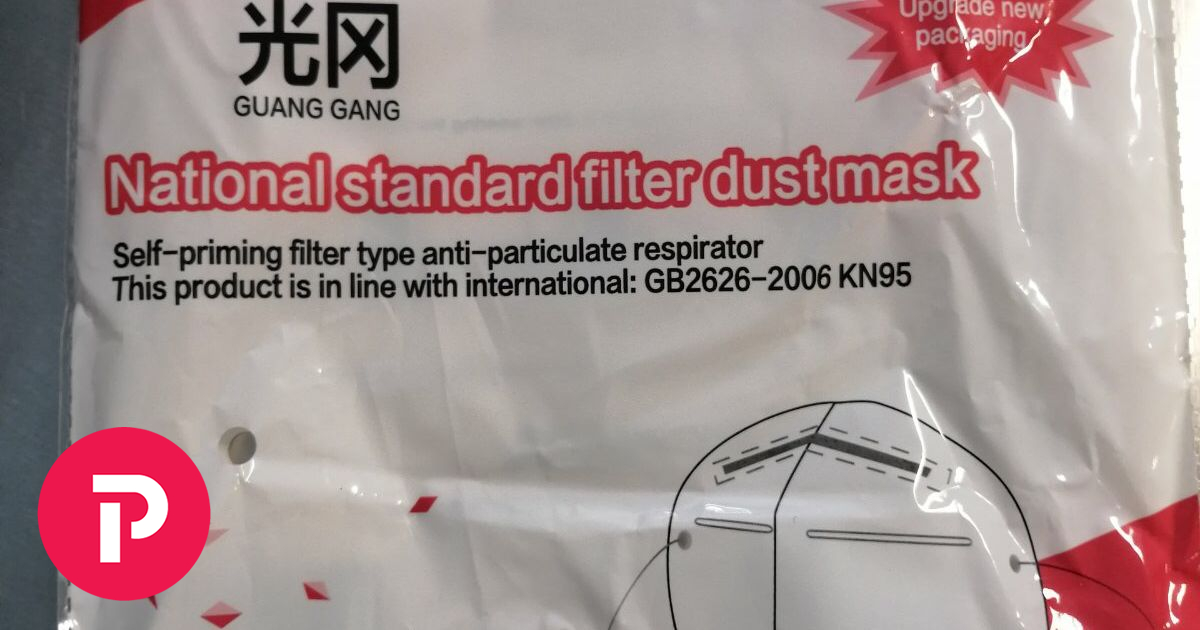 光冈
GUANG GANG
Upgrade new
packaging
National standard filter dust mask
Self-priming filter type anti-particulate respirator
This product is in line with international: GB2626-2006 KN95
P